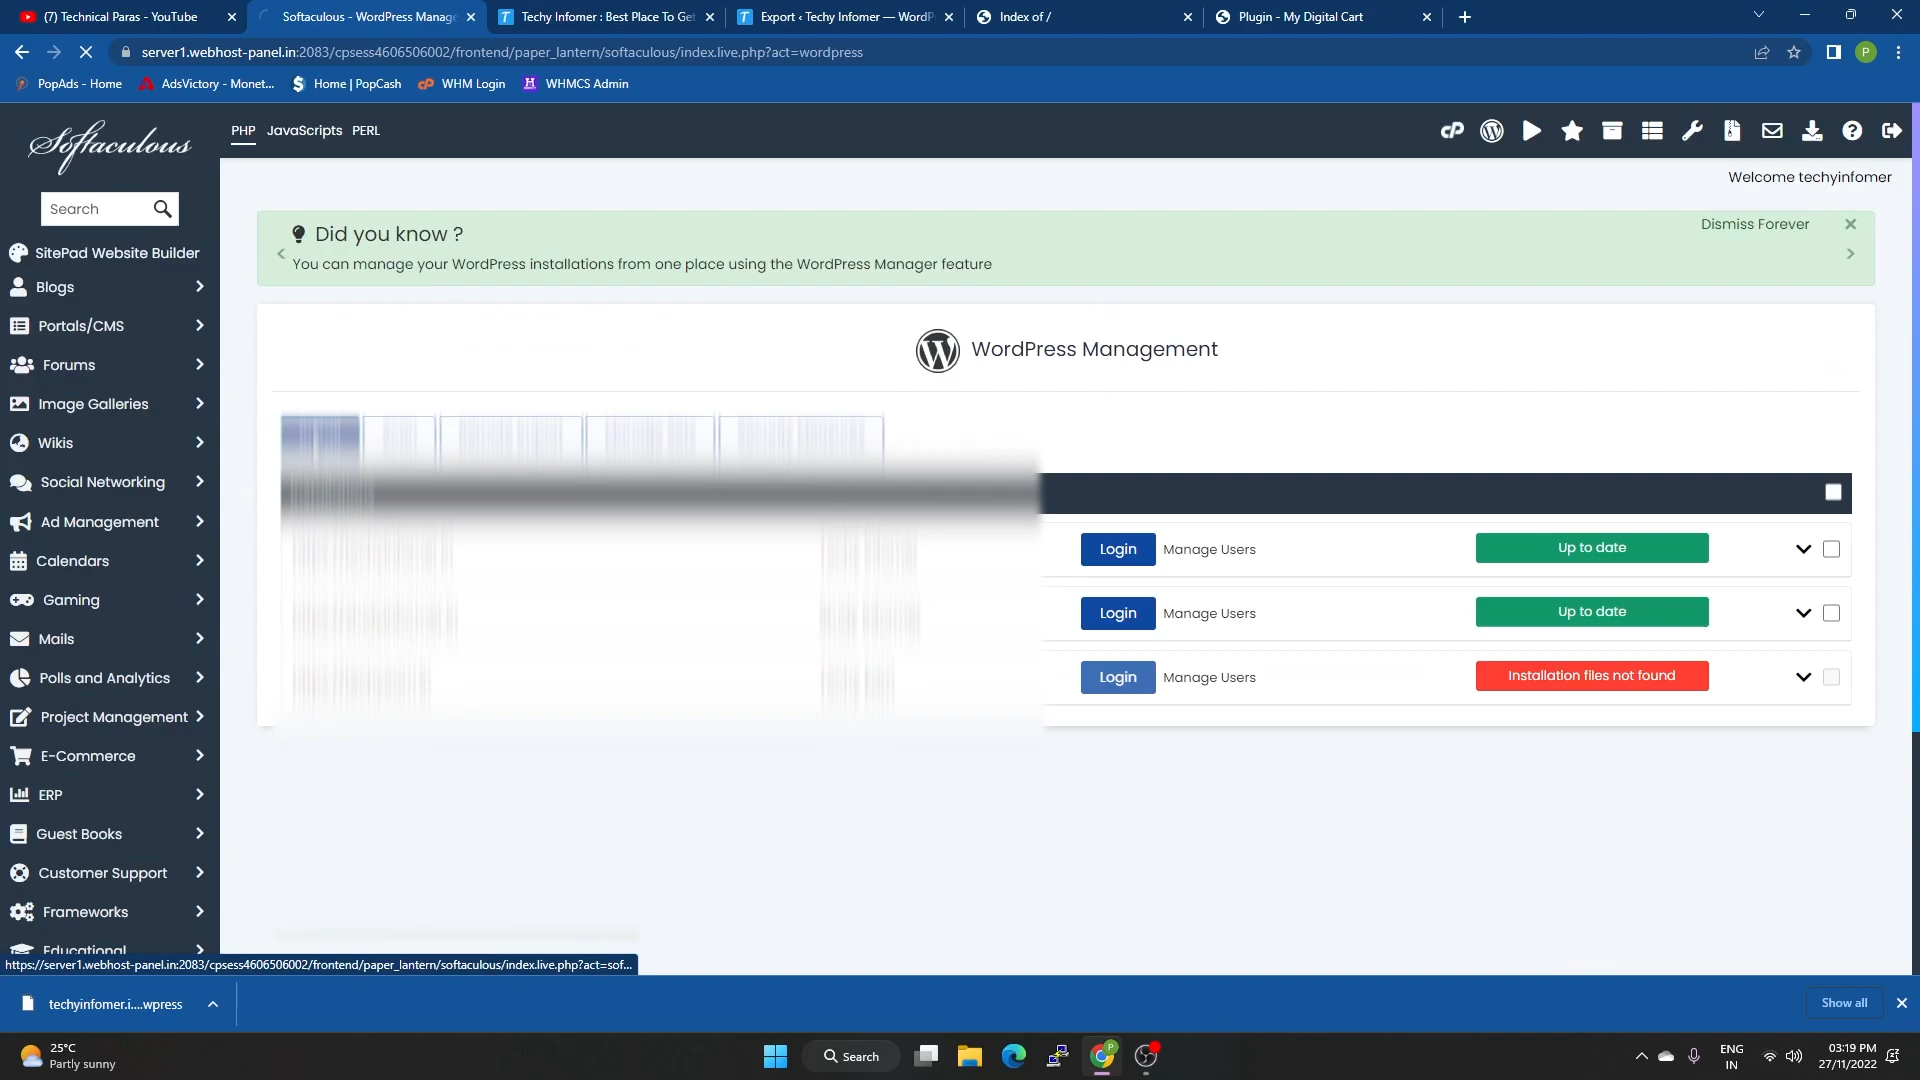 (7) Technical Paras - YouTube
Softaculous - WordPress Manage
Techy Infomer : Best Place To Get
Export ‹ Techy Infomer — WordP
Index of /
Plugin - My Digital Cart
server1.webhost-panel.in:2083/cpsess4606506002/frontend/paper_lantern/softaculous/index.live.php?act=wordpress
P
PopAds - Home
AdsVictory - Monet...
Home | PopCash
WHM Login
WHMCS Admin
Softaculous
PHP JavaScripts PERL
Welcome techyinfomer
Search
SitePad Website Builder
Blogs
Portals/CMS
Forums
Image Galleries
Wikis
Social Networking
Ad Management
Calendars
Gaming
Mails
Polls and Analytics
Project Management
E-Commerce
ERP
Guest Books
Customer Support
Frameworks
Educational
Did you know ?
Dismiss Forever
You can manage your WordPress installations from one place using the WordPress Manager feature
WordPress Management
Login Manage Users Up to date
Login Manage Users Up to date
Login Manage Users Installation files not found
https://server1.webhost-panel.in:2083/cpsess4606506002/frontend/paper_lantern/softaculous/index.live.php?act=sof...
techyinfomer.i....wpress
Show all
25°C
Partly sunny
Search
ENG
IN
03:19 PM
27/11/2022